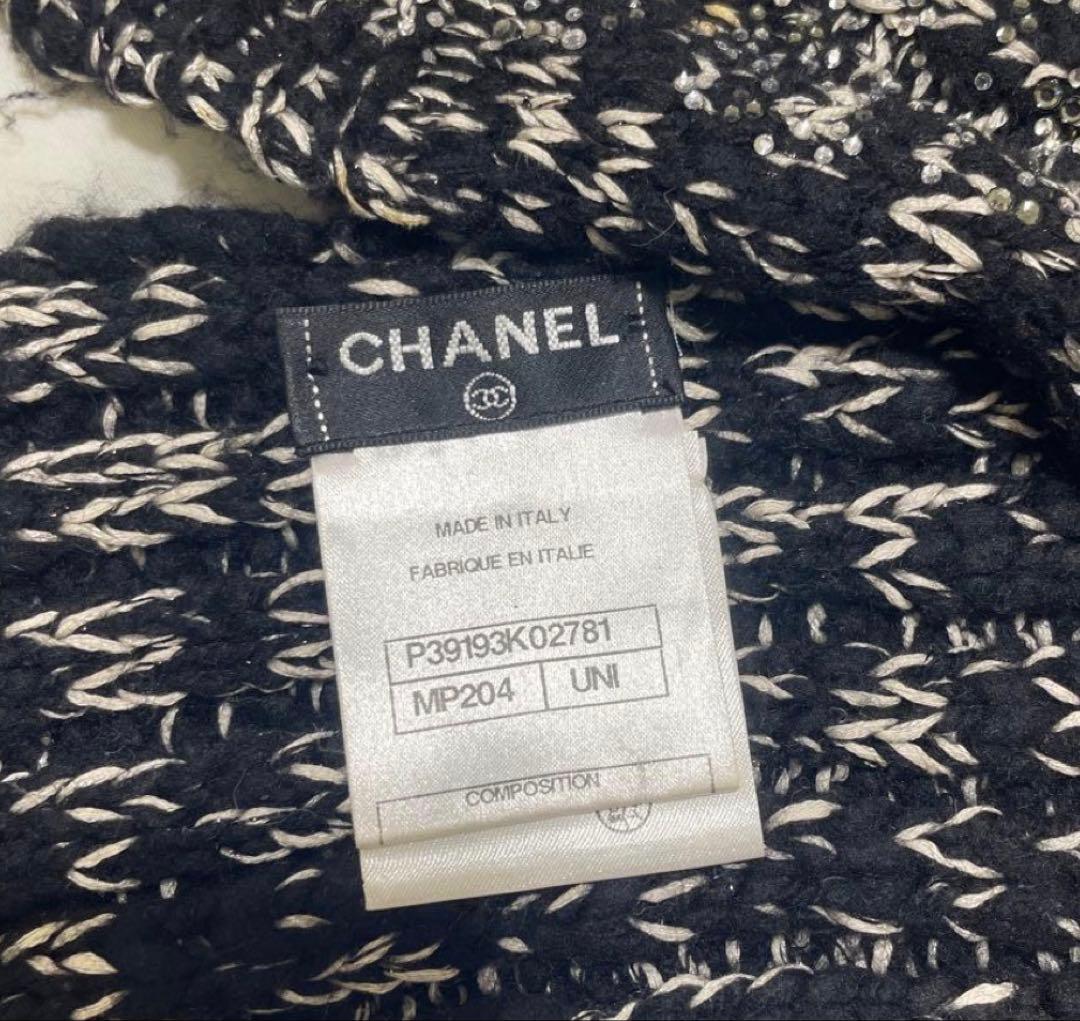 CHANEL
MADE IN ITALY
FABRIQUE EN ITALIE
P39193K02781
MP204 UNI
COMPOSITION